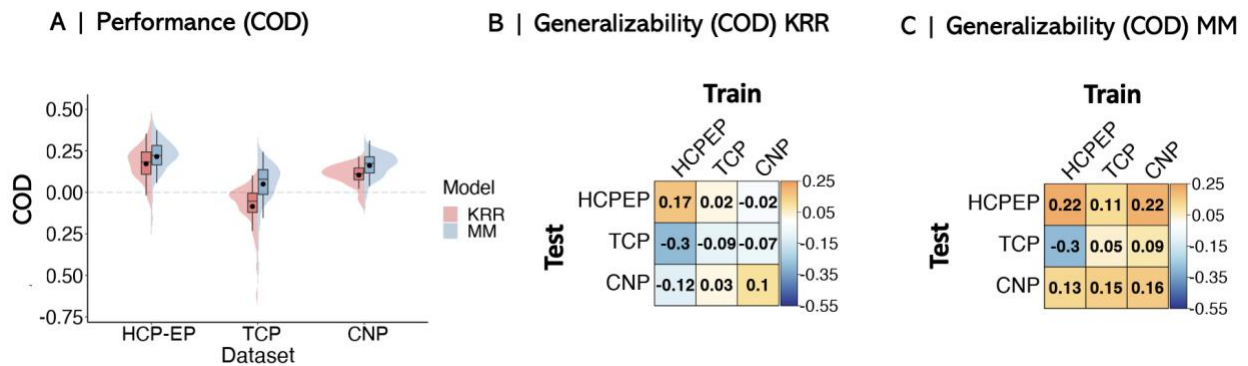 A | Performance (COD)
0.50
0.25
0.00
0.25
0.50
-0.75
COD
HCP-EP TCP CNP
Dataset
Model
KRR
MM
B | Generalizability (COD) KRR
Train
HCPEP TCP CNP
Test
HCPEP 0.17 0.02 -0.02
TCP -0.3 -0.09 -0.07
CNP -0.12 0.03 0.1
0.25
0.05
-0.15
-0.35
-0.55
C | Generalizability (COD) MM
Train
HCPEP TCP CNP
Test
HCPEP 0.22 0.11 0.22
TCP -0.3 0.05 0.09
CNP 0.13 0.15 0.16
0.25
0.05
-0.15
-0.35
-0.55